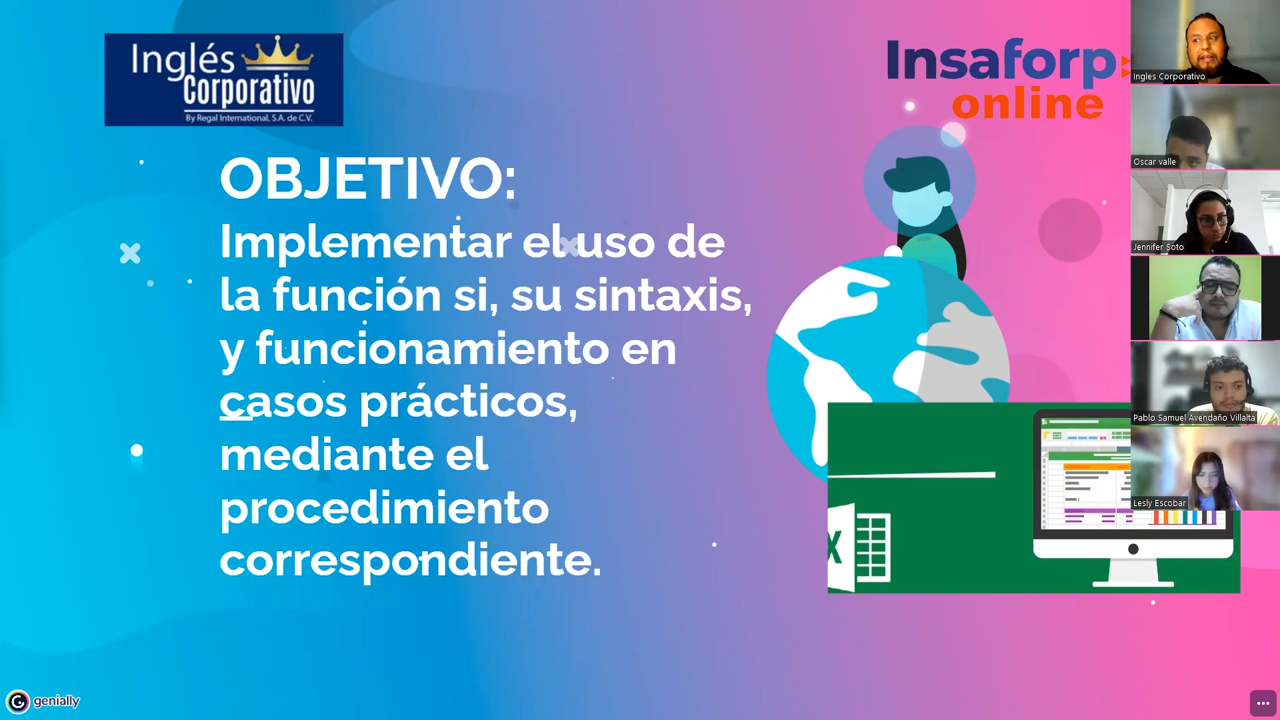 Inglés
Corporativo
By Regal International, S.A. de C.V.
Insaforp
online
OBJETIVO:
Implementar el uso de
la función si, su sintaxis,
y funcionamiento en
casos prácticos,
mediante el
procedimiento
correspondiente.
Ingles Corporativo
Oscar valle
Jennifer Soto
Pablo Samuel Avendaño Villalta
Lesly Escobar
X
genially